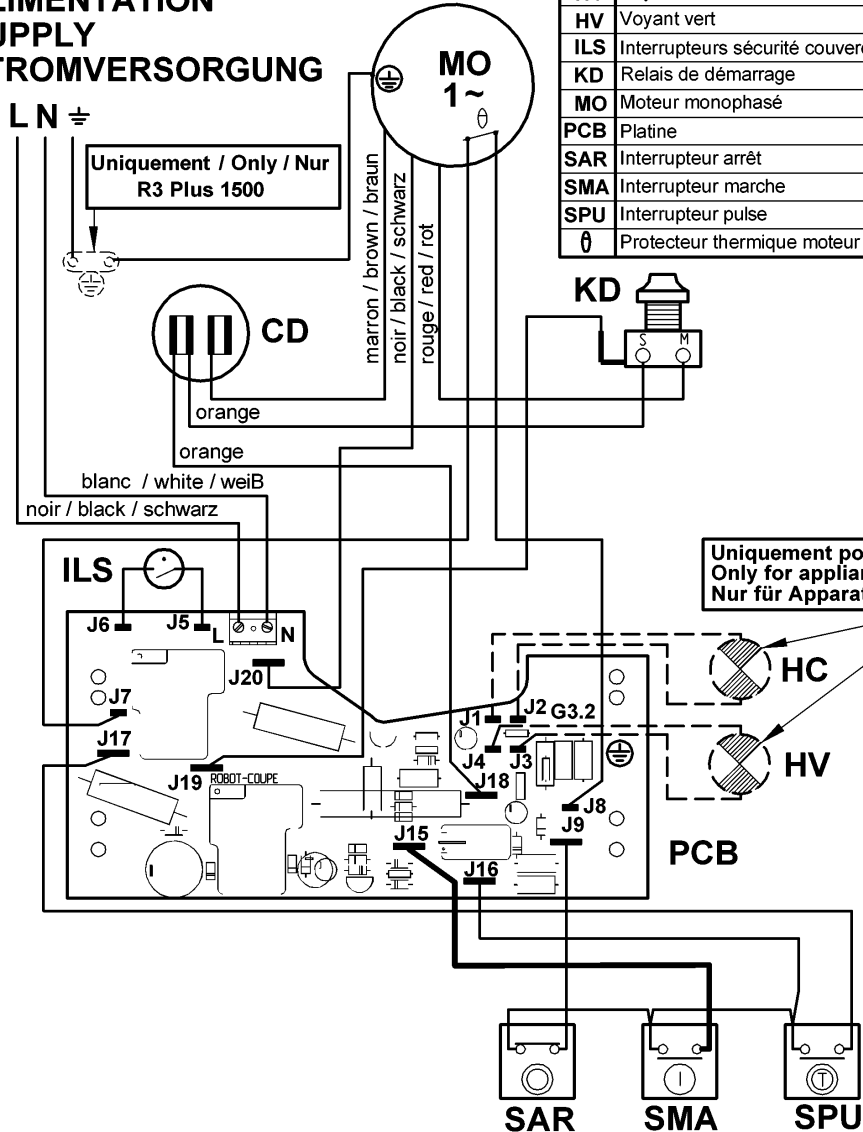 LIMENTATION
UPPLY
TROMVERSORGUNG
L N
MO
1~
θ
HV Voyant vert
ILS Interrupteurs sécurité couver
KD Relais de démarrage
MO Moteur monophasé
PCB Platine
SAR Interrupteur arrêt
SMA Interrupteur marche
SPU Interrupteur pulse
θ Protecteur thermique moteur
Uniquement / Only / Nur
R3 Plus 1500
marron / brown / braun
noir / black / schwarz
rouge / red / rot
KD
S M
CD
orange
orange
blanc / white / weiB
noir / black / schwarz
ILS
Uniquement po
Only for applian
Nur für Apparat
J6
J5
L
N
J20
J7
J17
J19
ROBOT-COUPE
J1
J2
G3.2
J4
J3
J18
J8
J9
J15
J16
HC
HV
PCB
SAR
SMA
SPU
I
T